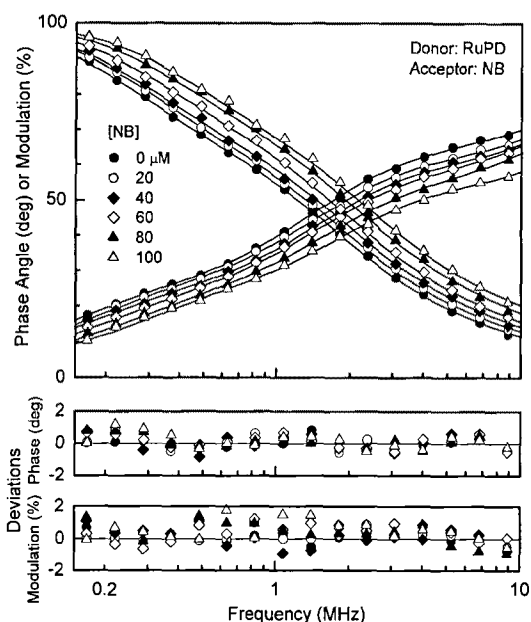 100
50
0
Phase Angle (deg) or Modulation (%)
Donor: RuPD
Acceptor: NB
[NB]
0 μM
20
40
60
80
100
Deviations
Phase (deg)
2
0
-2
Modulation (%)
2
0
-2
0.2
1
10
Frequency (MHz)